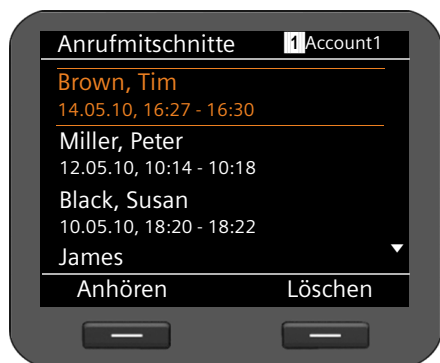 Anrufmitschnitte 1 Account1
Brown, Tim
14.05.10, 16:27 - 16:30
Miller, Peter
12.05.10, 10:14 - 10:18
Black, Susan
10.05.10, 18:20 - 18:22
James
Anhören Löschen